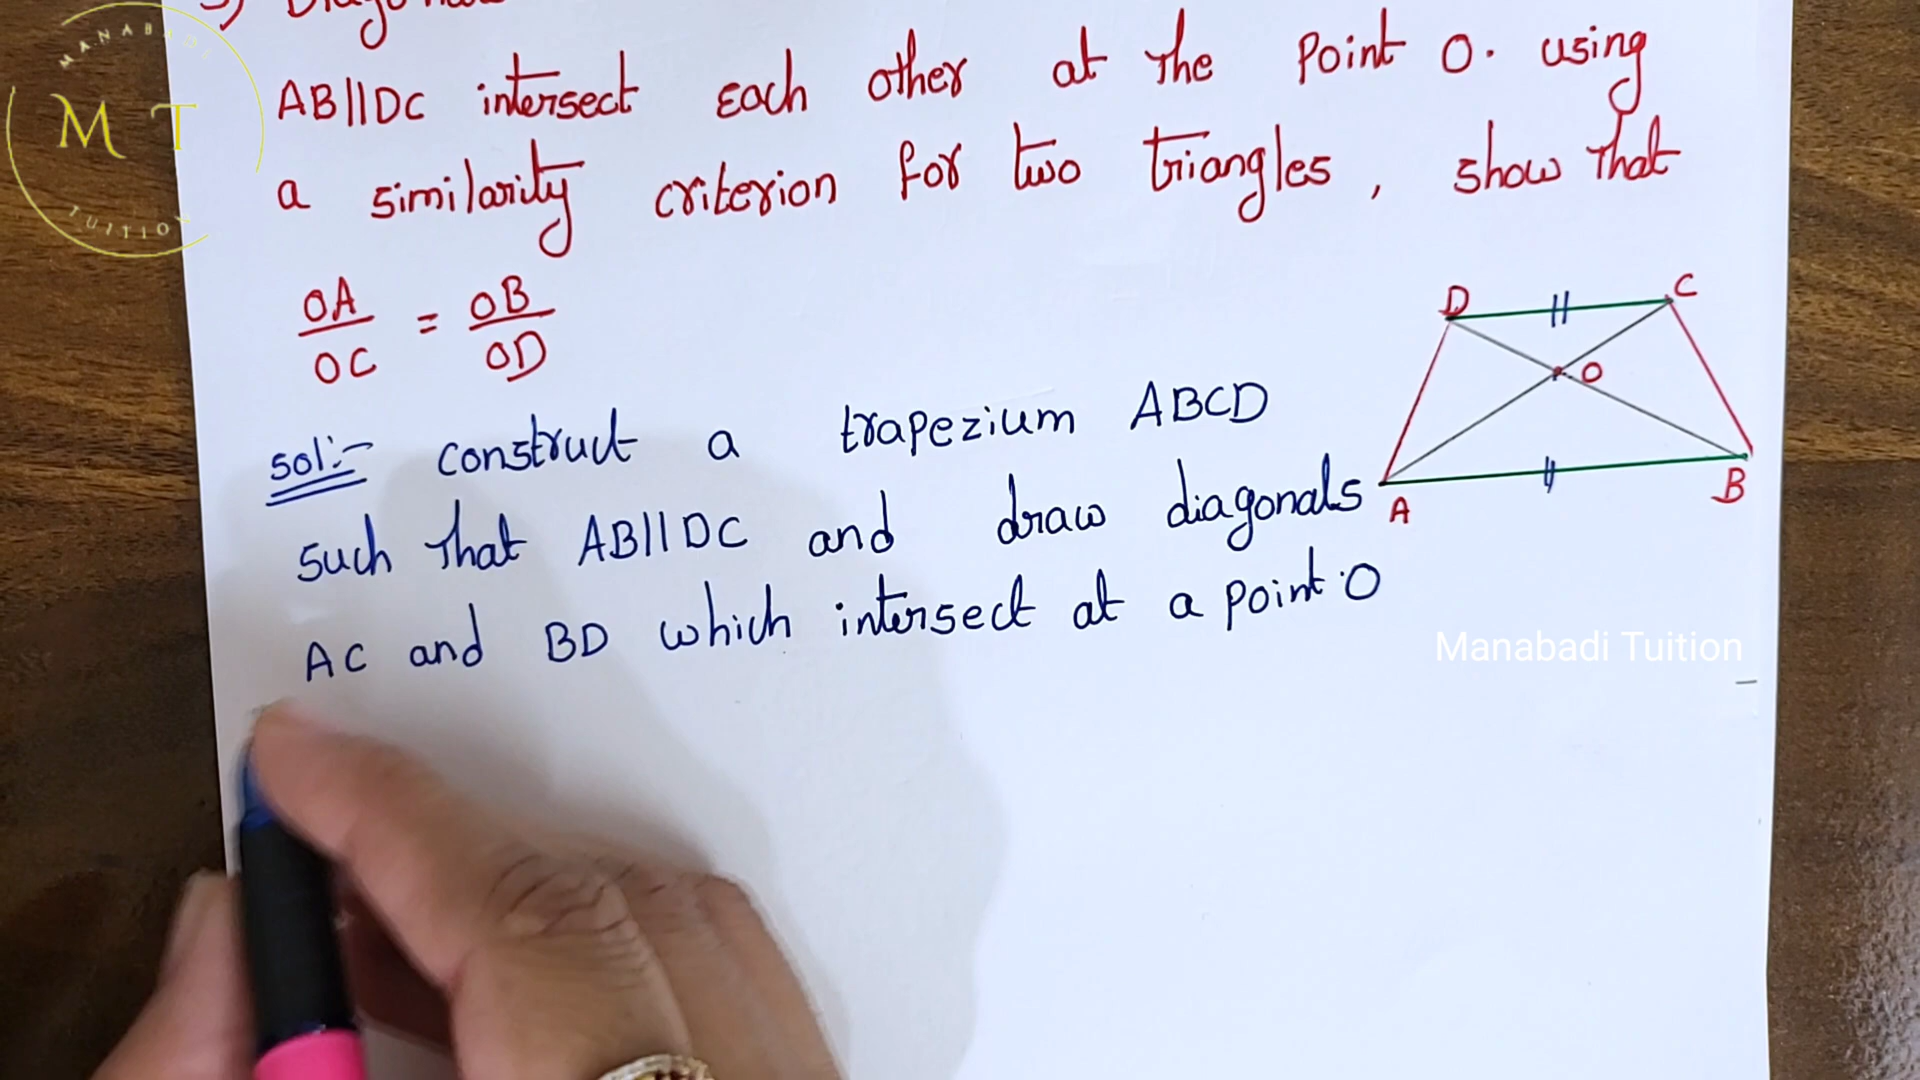 MANABADI
M T
TUITION
AB||DC intersect Each other at the Point O. using
a similarity criterion for two triangles, show that
OA/OC = OB/OD
sol:- construct a trapezium ABCD
such that AB||DC and draw diagonals
AC and BD which intersect at a point O
D C
O
A B
Manabadi Tuition